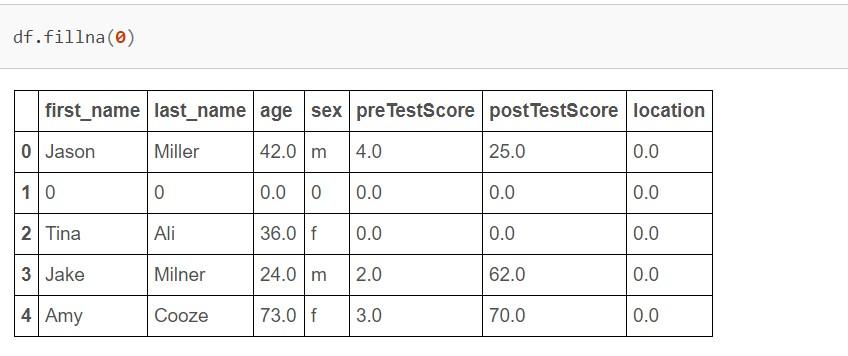 df.fillna(0)
first_name last_name age sex preTestScore postTestScore location
0 Jason Miller 42.0 m 4.0 25.0 0.0
1 0 0 0.0 0 0.0 0.0 0.0
2 Tina Ali 36.0 f 0.0 0.0 0.0
3 Jake Milner 24.0 m 2.0 62.0 0.0
4 Amy Cooze 73.0 f 3.0 70.0 0.0